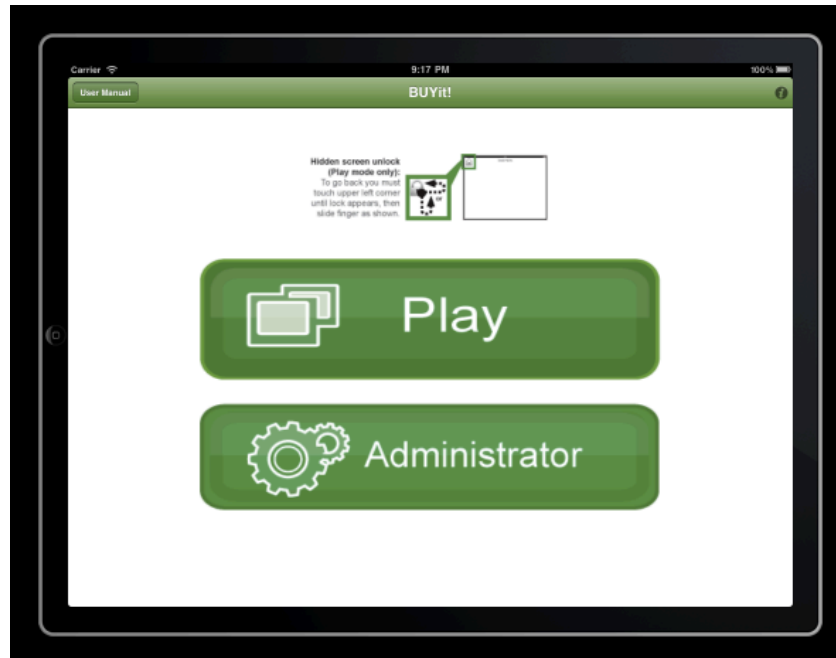 Carrier 9:17 PM 100%
User Manual BUYit!
Hidden screen unlock
(Play mode only):
To go back you must
touch upper left corner
until lock appears, then
slide finger as shown.
or
Play
Administrator